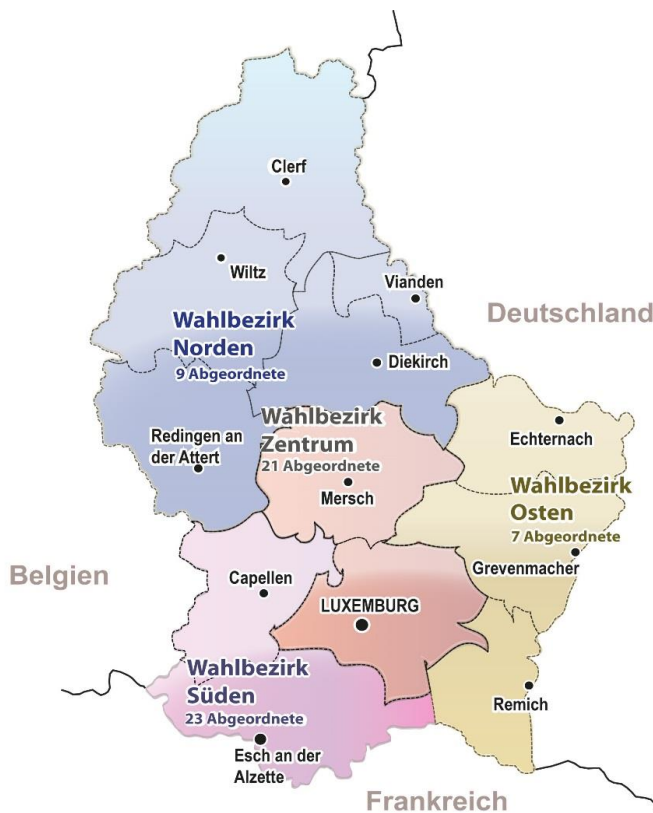 Clerf
Wiltz
Vianden
Deutschland
Wahlbezirk
Norden
9 Abgeordnete
Diekirch
Wahlbezirk
Zentrum
21 Abgeordnete
Redingen an
der Attert
Echternach
Mersch
Wahlbezirk
Osten
7 Abgeordnete
Grevenmacher
Belgien
Capellen
LUXEMBURG
Wahlbezirk
Süden
23 Abgeordnete
Remich
Esch an der
Alzette
Frankreich